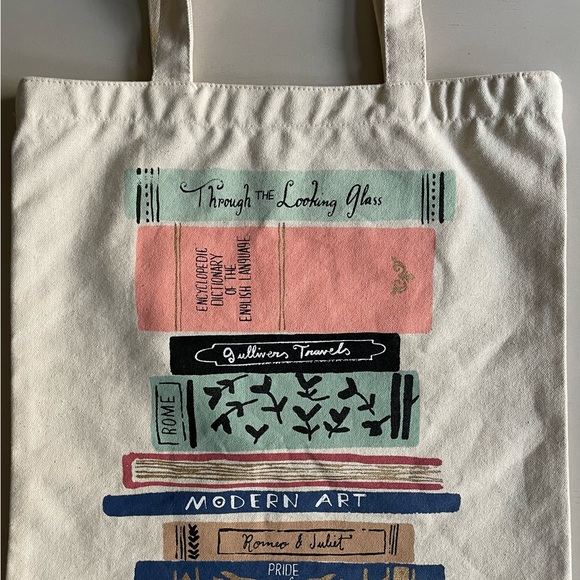 Through THE Looking Glass
ENCYCLOPEDIC
DICTIONARY
OF THE
ENGLISH LANGUAGE
Gullivers Travels
ROME
MODERN ART
Romeo & Juliet
PRIDE